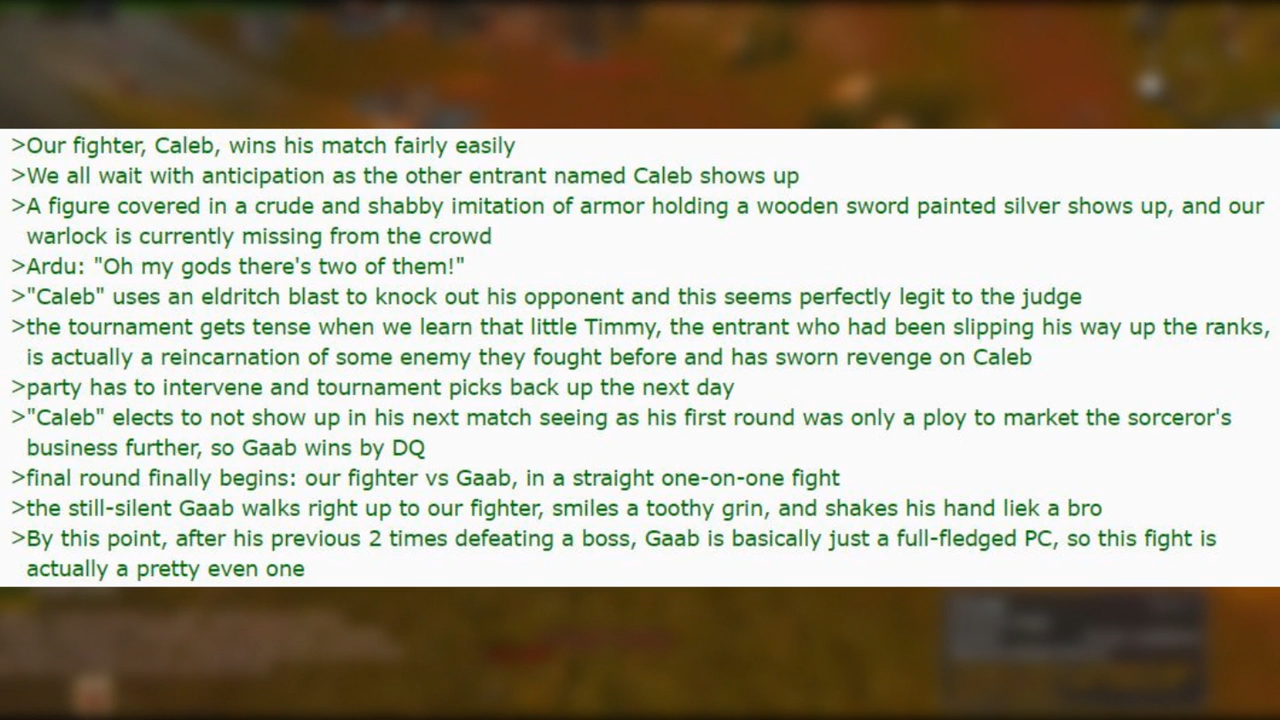 >Our fighter, Caleb, wins his match fairly easily
>We all wait with anticipation as the other entrant named Caleb shows up
>A figure covered in a crude and shabby imitation of armor holding a wooden sword painted silver shows up, and our
warlock is currently missing from the crowd
>Ardu: "Oh my gods there's two of them!"
>"Caleb" uses an eldritch blast to knock out his opponent and this seems perfectly legit to the judge
>the tournament gets tense when we learn that little Timmy, the entrant who had been slipping his way up the ranks,
is actually a reincarnation of some enemy they fought before and has sworn revenge on Caleb
>party has to intervene and tournament picks back up the next day
>"Caleb" elects to not show up in his next match seeing as his first round was only a ploy to market the sorceror's
business further, so Gaab wins by DQ
>final round finally begins: our fighter vs Gaab, in a straight one-on-one fight
>the still-silent Gaab walks right up to our fighter, smiles a toothy grin, and shakes his hand liek a bro
>By this point, after his previous 2 times defeating a boss, Gaab is basically just a full-fledged PC, so this fight is
actually a pretty even one